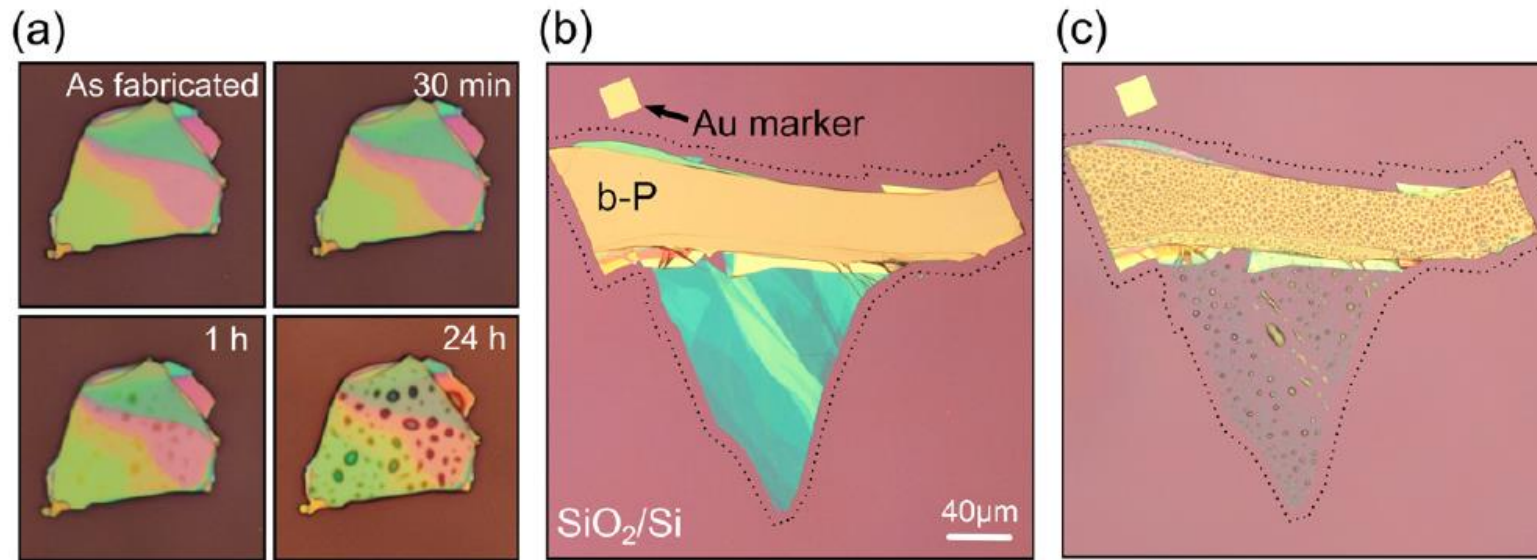 (a)
As fabricated
30 min
1 h
24 h
(b)
Au marker
b-P
SiO₂/Si
40µm
(c)